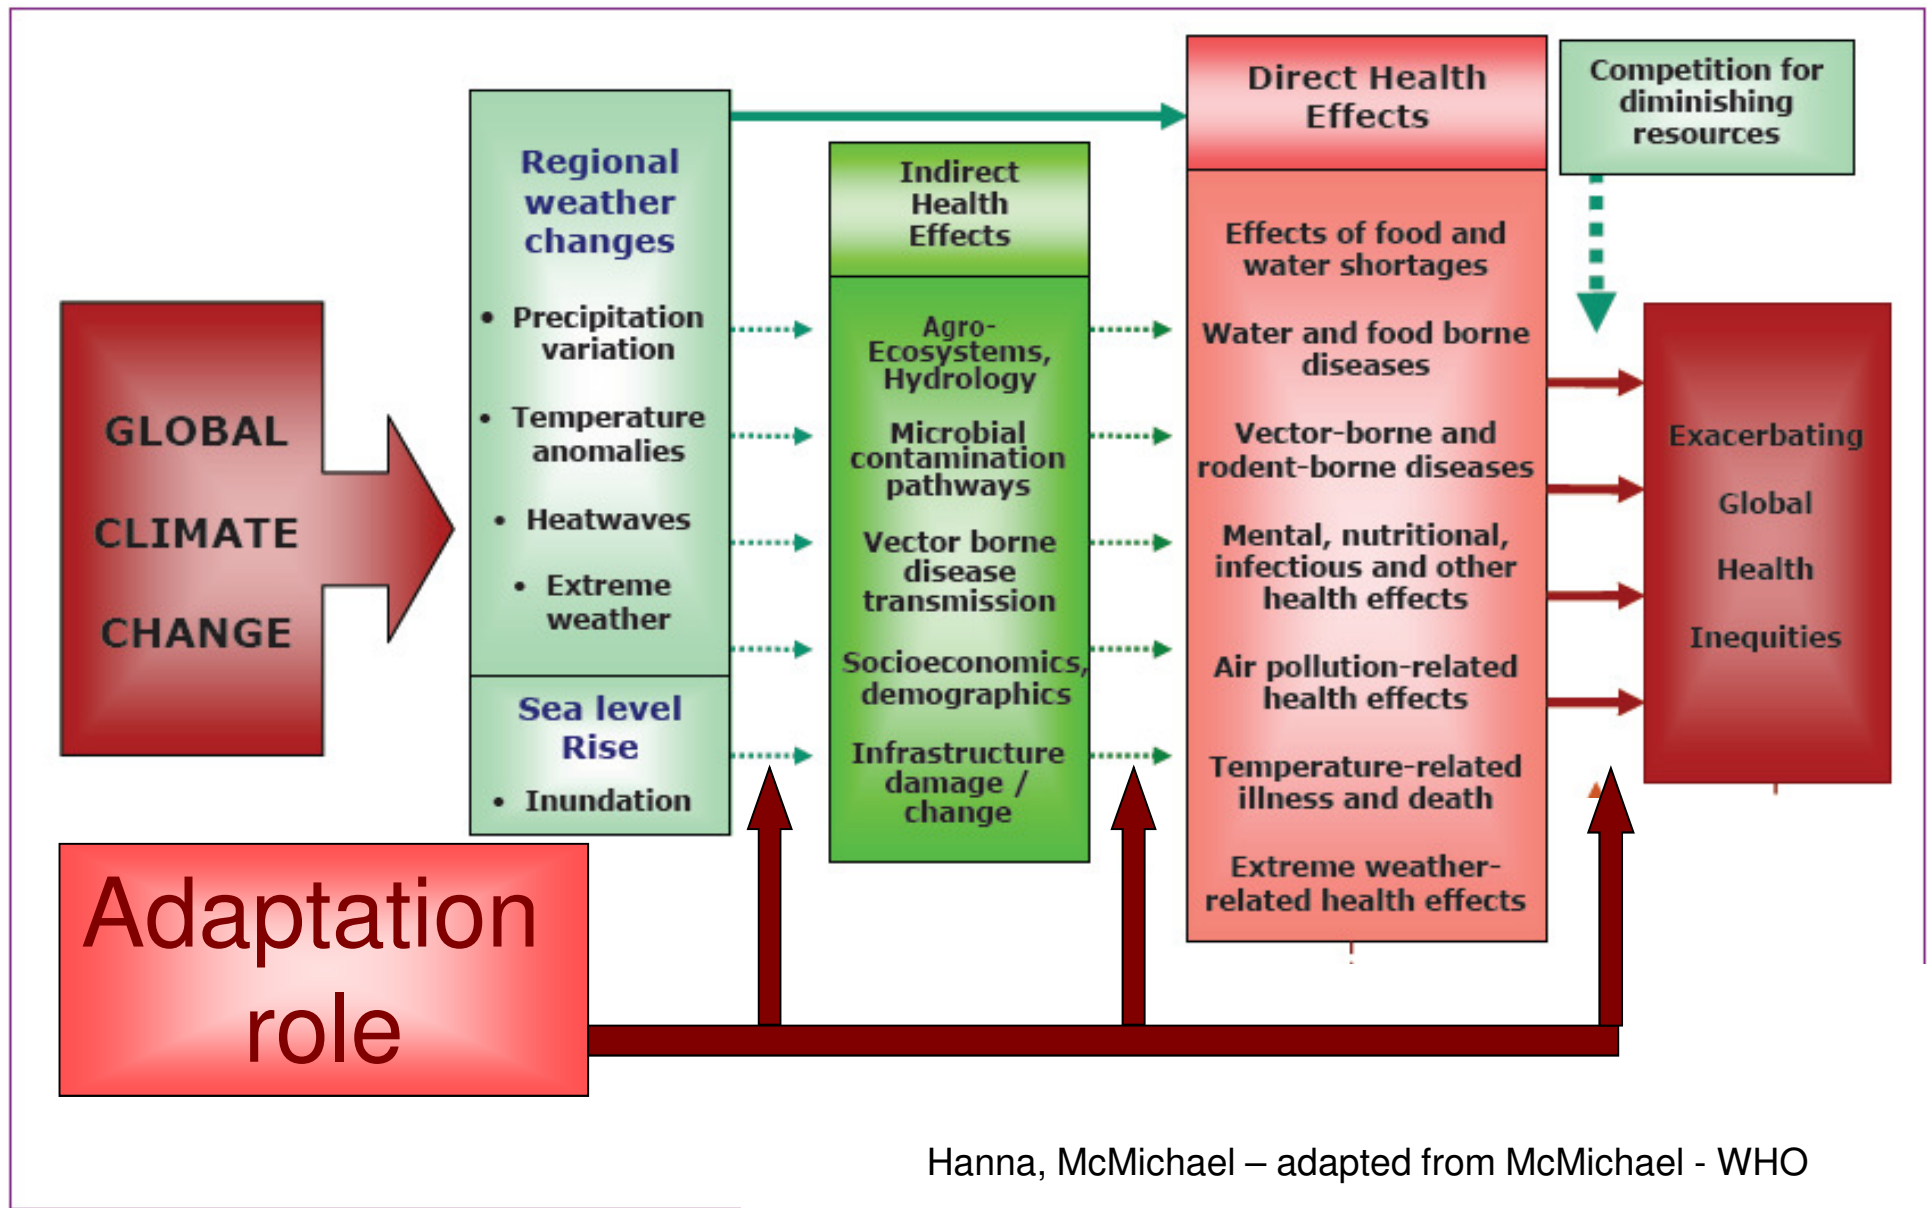 GLOBAL
CLIMATE
CHANGE
Regional
weather
changes
• Precipitation
variation
• Temperature
anomalies
• Heatwaves
• Extreme
weather
Sea level
Rise
• Inundation
Indirect
Health
Effects
Agro-
Ecosystems,
Hydrology
Microbial
contamination
pathways
Vector borne
disease
transmission
Socioeconomics,
demographics
Infrastructure
damage /
change
Direct Health
Effects
Effects of food and
water shortages
Water and food borne
diseases
Vector-borne and
rodent-borne diseases
Mental, nutritional,
infectious and other
health effects
Air pollution-related
health effects
Temperature-related
illness and death
Extreme weather-
related health effects
Competition for
diminishing
resources
Exacerbating
Global
Health
Inequities
Adaptation
role
Hanna, McMichael – adapted from McMichael - WHO